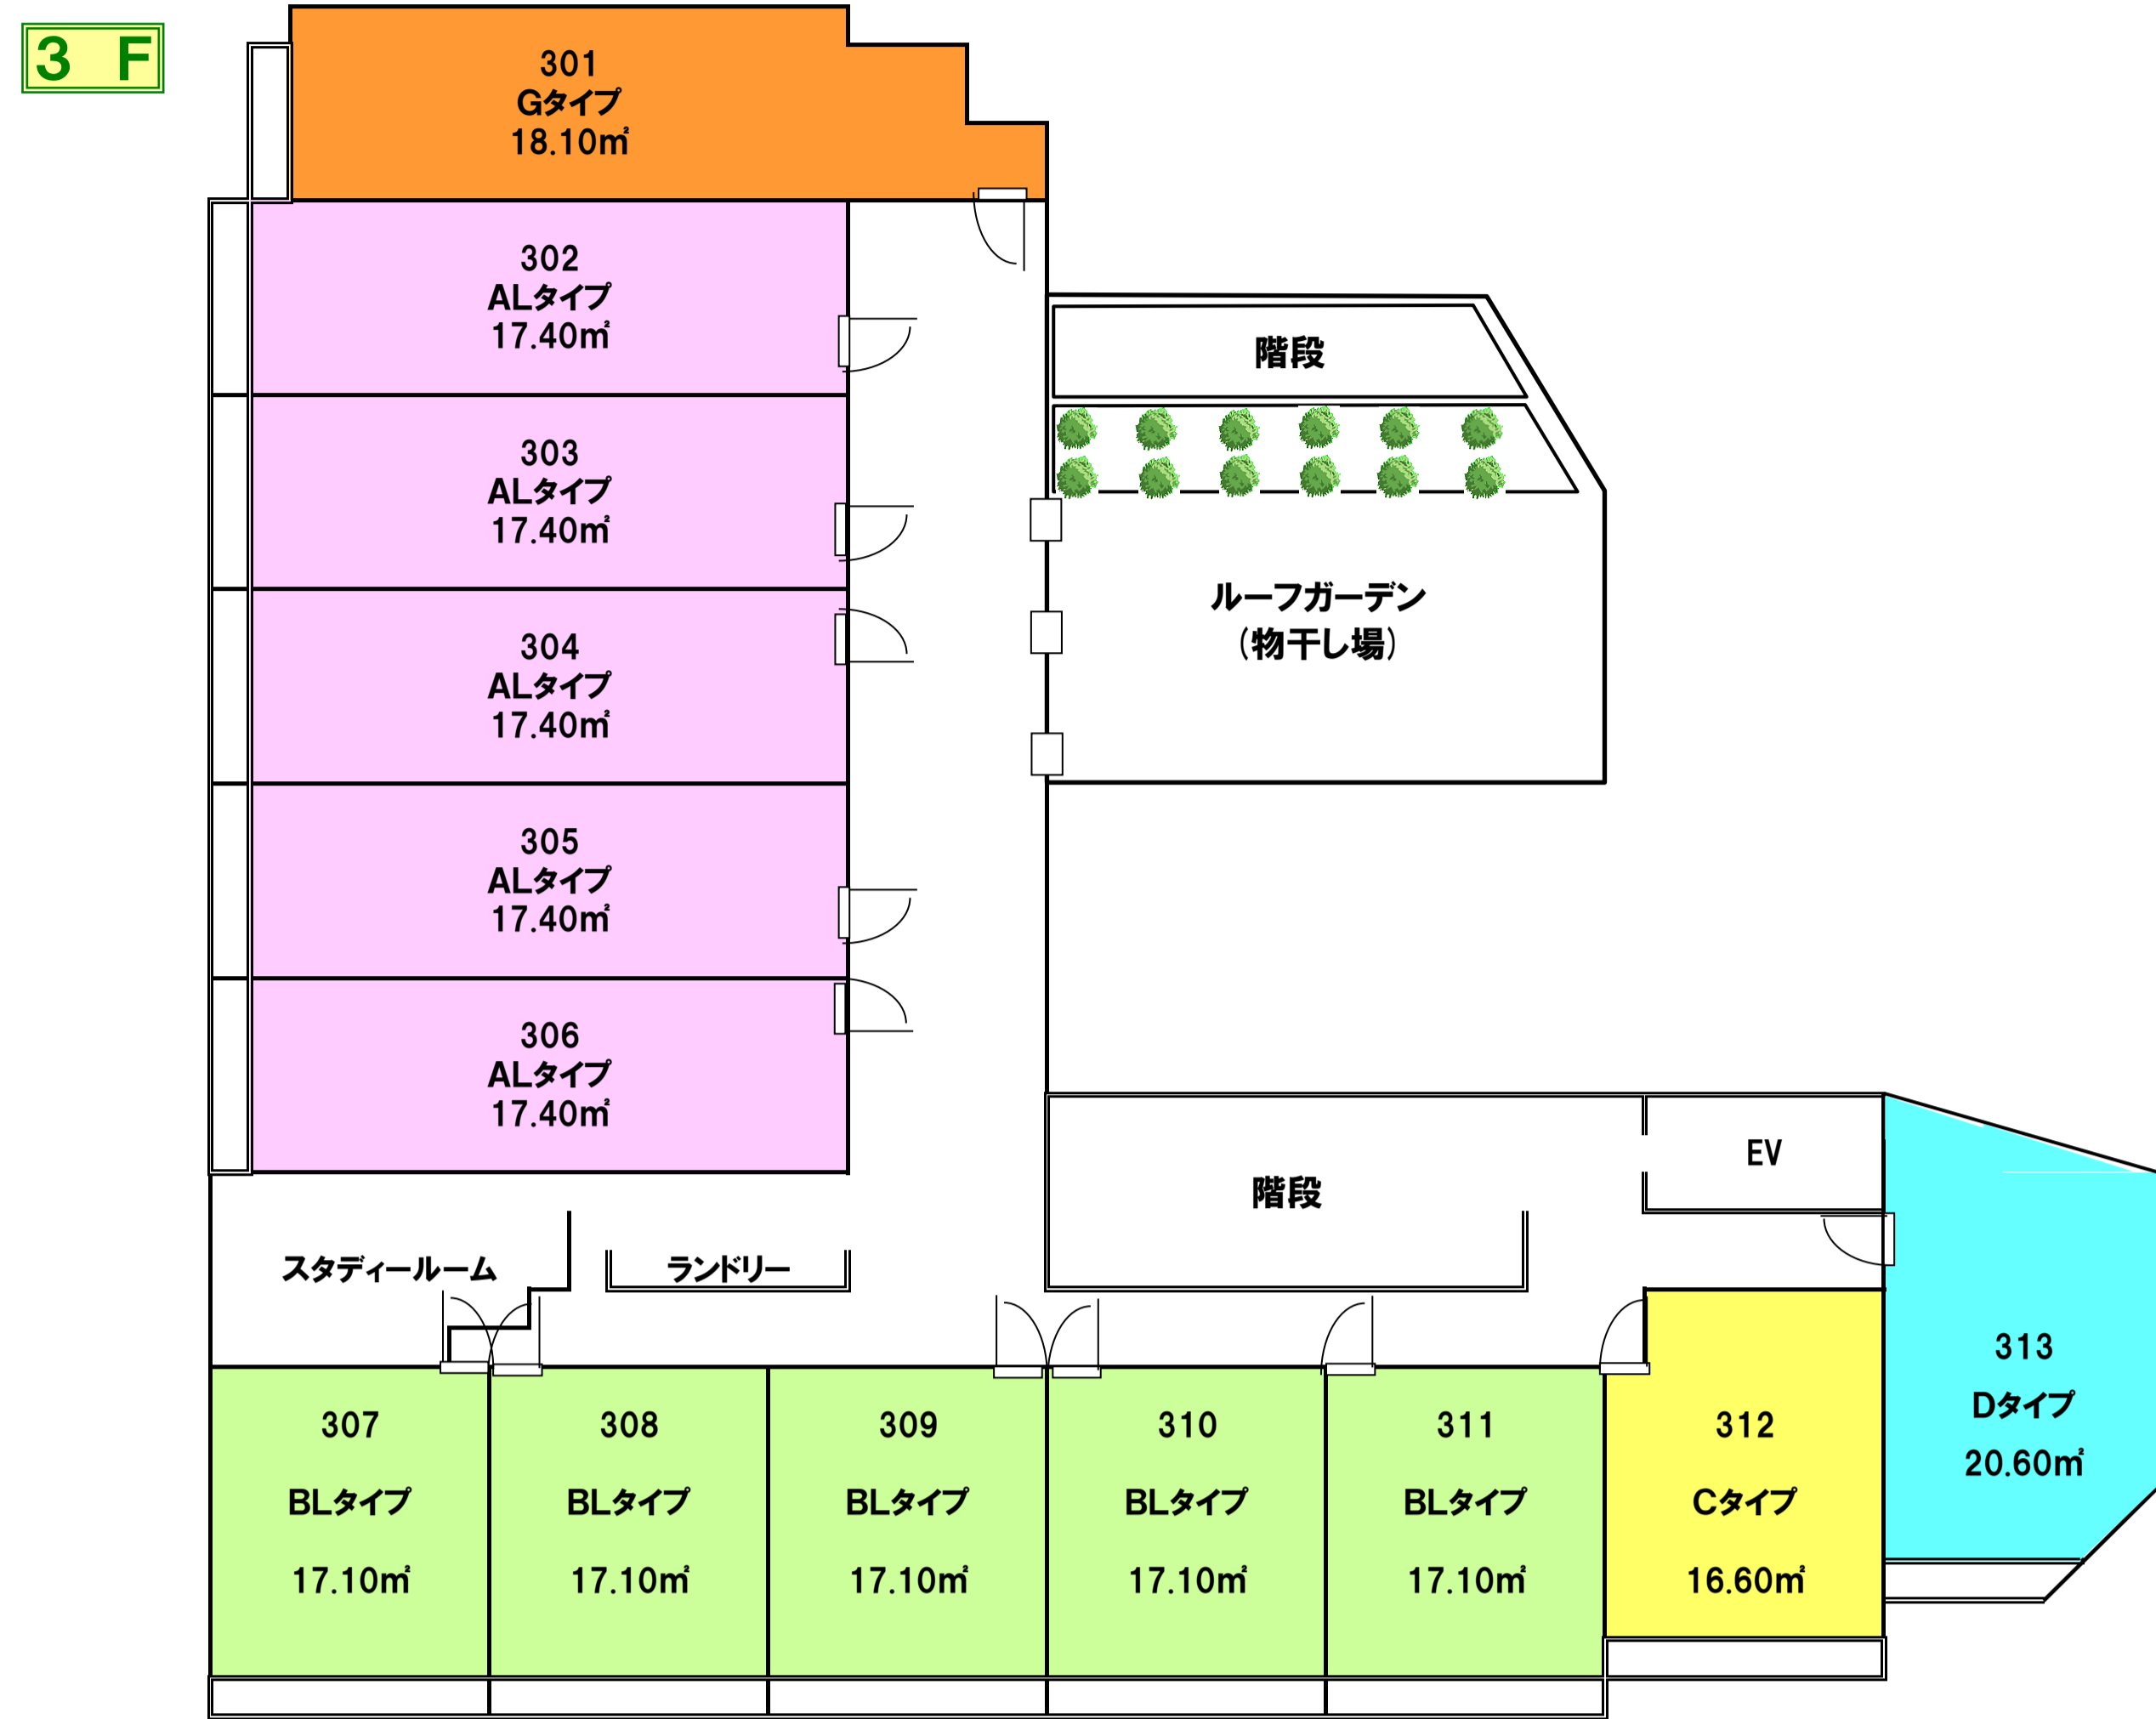 3 F
301
Gタイプ
18.10㎡
302
ALタイプ
17.40㎡
階段
303
ALタイプ
17.40㎡
ルーフガーデン
(物干し場)
304
ALタイプ
17.40㎡
305
ALタイプ
17.40㎡
306
ALタイプ
17.40㎡
EV
階段
スタディールーム
ランドリー
313
Dタイプ
20.60㎡
307
BLタイプ
17.10㎡
308
BLタイプ
17.10㎡
309
BLタイプ
17.10㎡
310
BLタイプ
17.10㎡
311
BLタイプ
17.10㎡
312
Cタイプ
16.60㎡